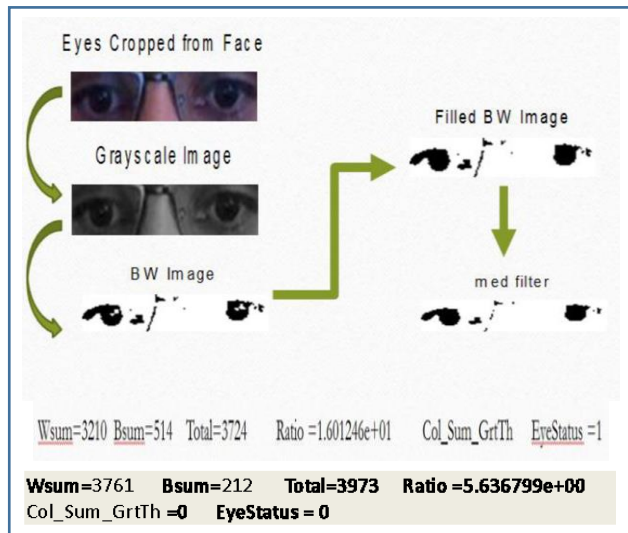 Eyes Cropped from Face
Grayscale Image
BW Image
Filled BW Image
med filter
Wsum=3210 Bsum=514 Total=3724 Ratio =1.601246e+01 Col_Sum_GrtTh EyeStatus =1
Wsum=3761 Bsum=212 Total=3973 Ratio =5.636799e+00
Col_Sum_GrtTh =0 EyeStatus = 0